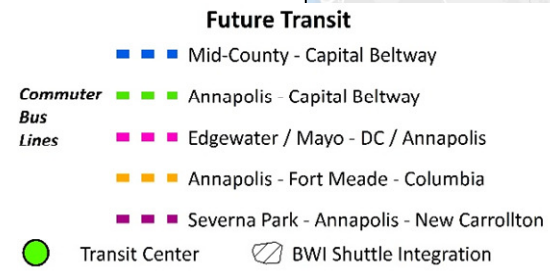 Future Transit
Mid-County - Capital Beltway
Commuter
Bus
Lines
Annapolis - Capital Beltway
Edgewater / Mayo - DC / Annapolis
Annapolis - Fort Meade - Columbia
Severna Park - Annapolis - New Carrollton
Transit Center
BWI Shuttle Integration